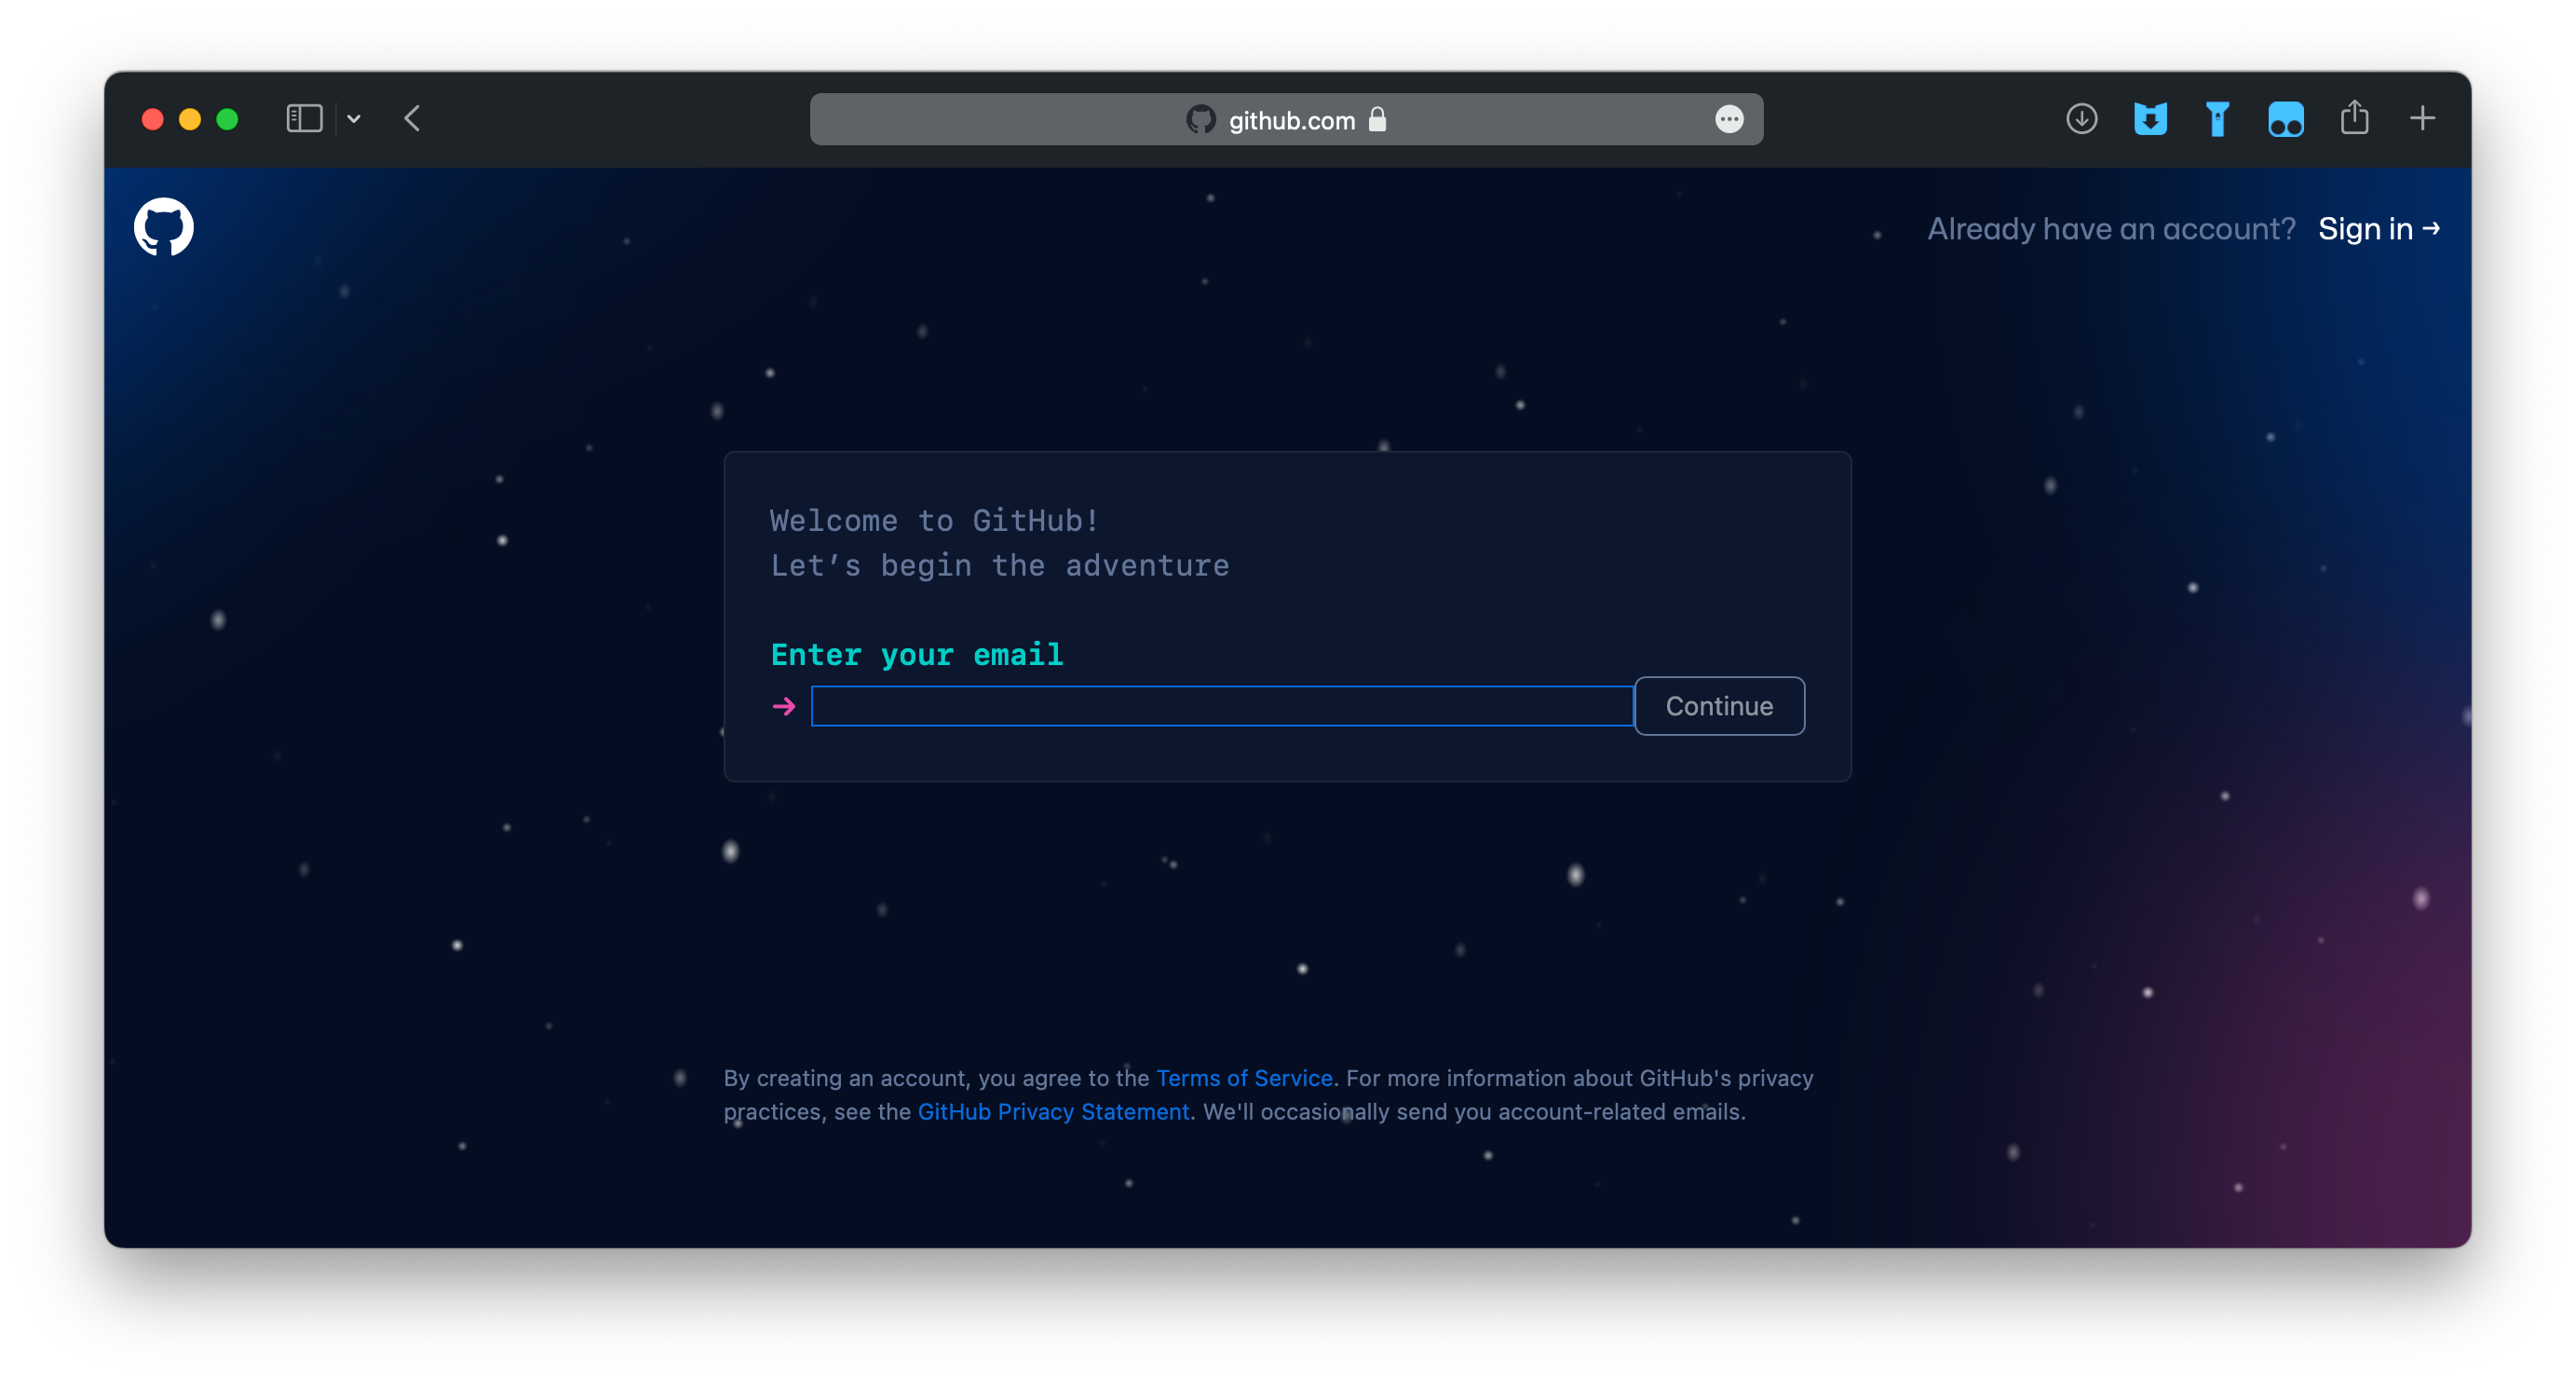 github.com
Already have an account? Sign in →
Welcome to GitHub!
Let’s begin the adventure
Enter your email
→
Continue
By creating an account, you agree to the Terms of Service. For more information about GitHub's privacy
practices, see the GitHub Privacy Statement. We'll occasionally send you account-related emails.